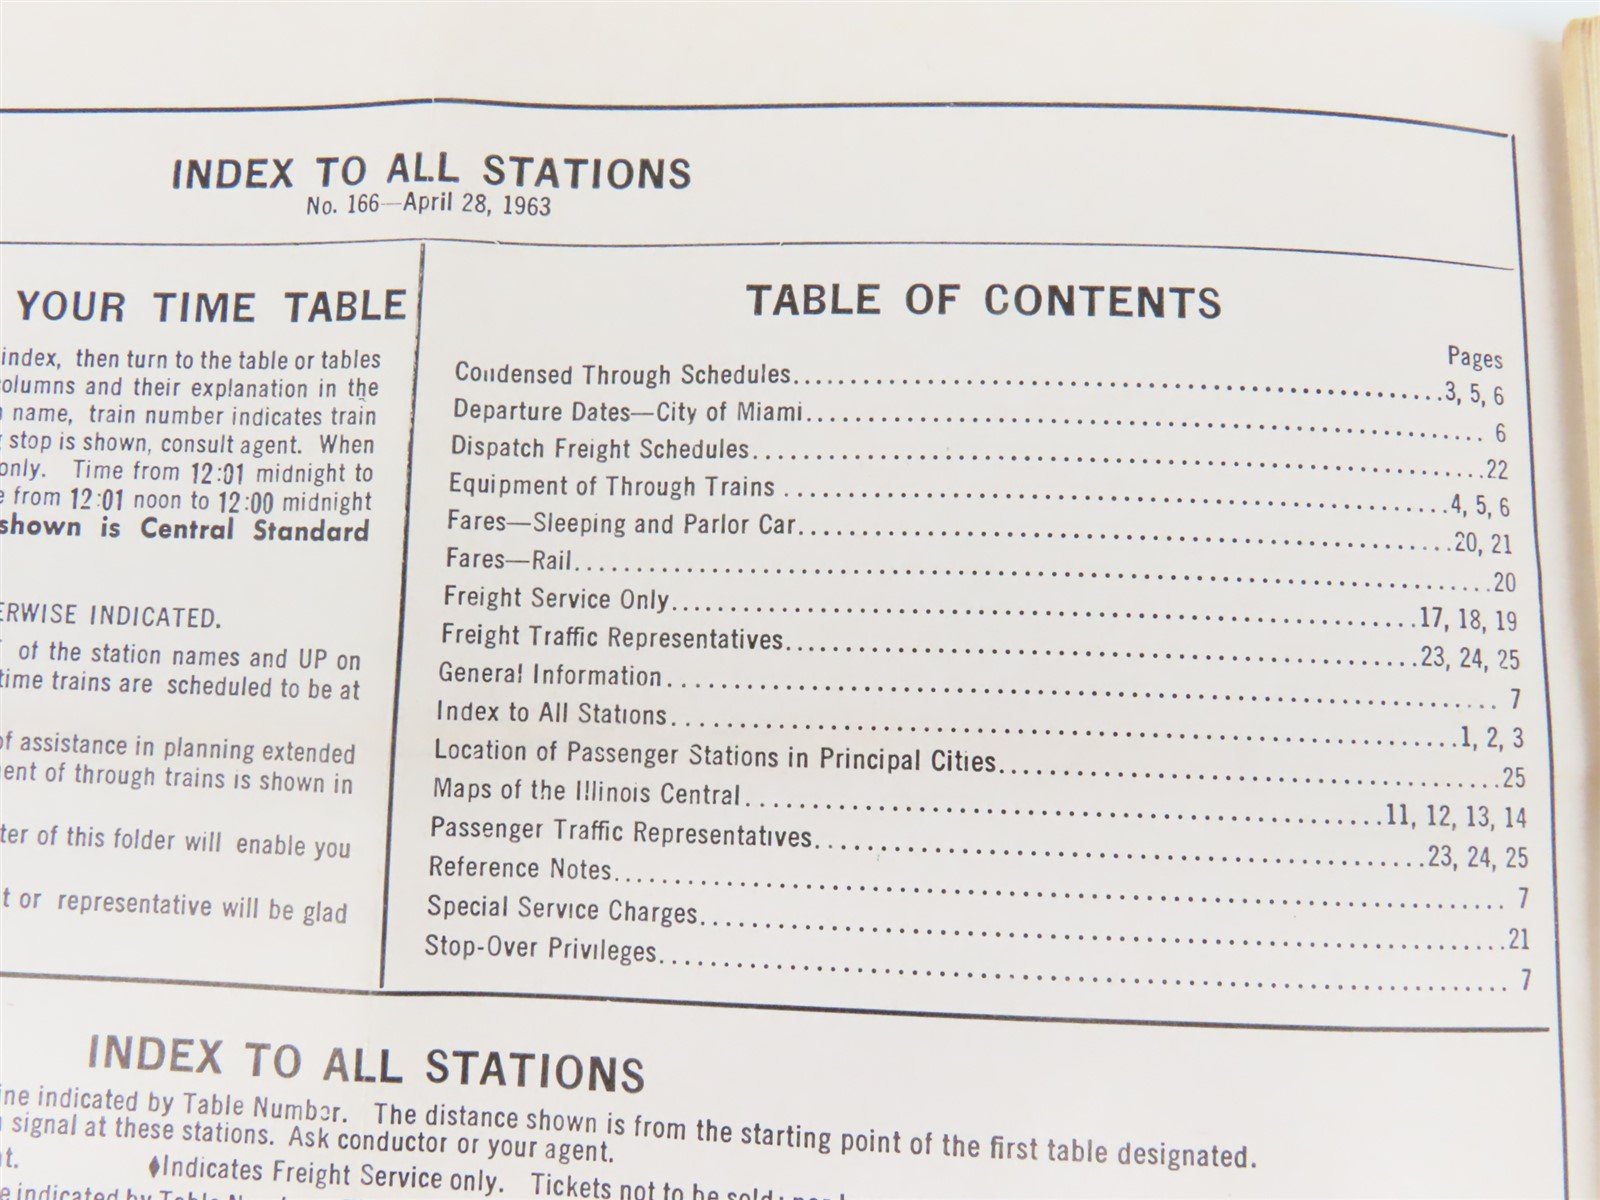 INDEX TO ALL STATIONS
No. 166—April 28, 1963
YOUR TIME TABLE
index, then turn to the table or tables
columns and their explanation in the
name, train number indicates train
stop is shown, consult agent. When
only. Time from 12:01 midnight to
from 12:01 noon to 12:00 midnight
shown is Central Standard
ERWISE INDICATED.
of the station names and UP on
time trains are scheduled to be at
of assistance in planning extended
ent of through trains is shown in
ter of this folder will enable you
t or representative will be glad
TABLE OF CONTENTS
Pages
Condensed Through Schedules 3, 5, 6
Departure Dates—City of Miami 6
Dispatch Freight Schedules 22
Equipment of Through Trains 4, 5, 6
Fares—Sleeping and Parlor Car 20, 21
Fares—Rail 20
Freight Service Only 17, 18, 19
Freight Traffic Representatives 23, 24, 25
General Information 7
Index to All Stations 1, 2, 3
Location of Passenger Stations in Principal Cities 25
Maps of the Illinois Central 11, 12, 13, 14
Passenger Traffic Representatives 23, 24, 25
Reference Notes 7
Special Service Charges 21
Stop-Over Privileges 7
INDEX TO ALL STATIONS
ine indicated by Table Number. The distance shown is from the starting point of the first table designated.
signal at these stations. Ask conductor or your agent.
t. ♦Indicates Freight Service only. Tickets not to be sold;